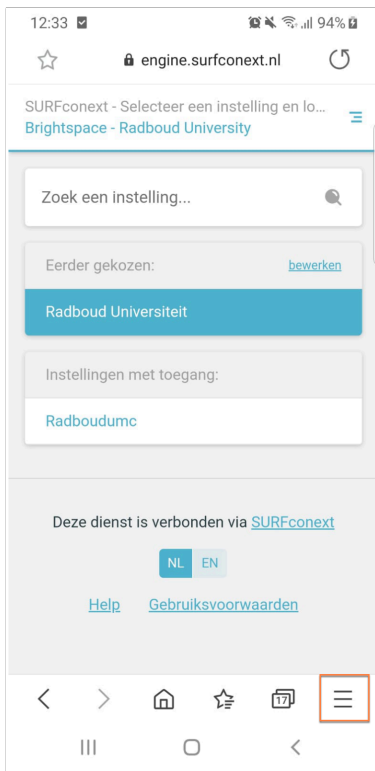 12:33 94%
engine.surfconext.nl
SURFconext - Selecteer een instelling en lo...
Brightspace - Radboud University
Zoek een instelling...
Eerder gekozen: bewerken
Radboud Universiteit
Instellingen met toegang:
Radboudumc
Deze dienst is verbonden via SURFconext
NL EN
Help Gebruiksvoorwaarden
17